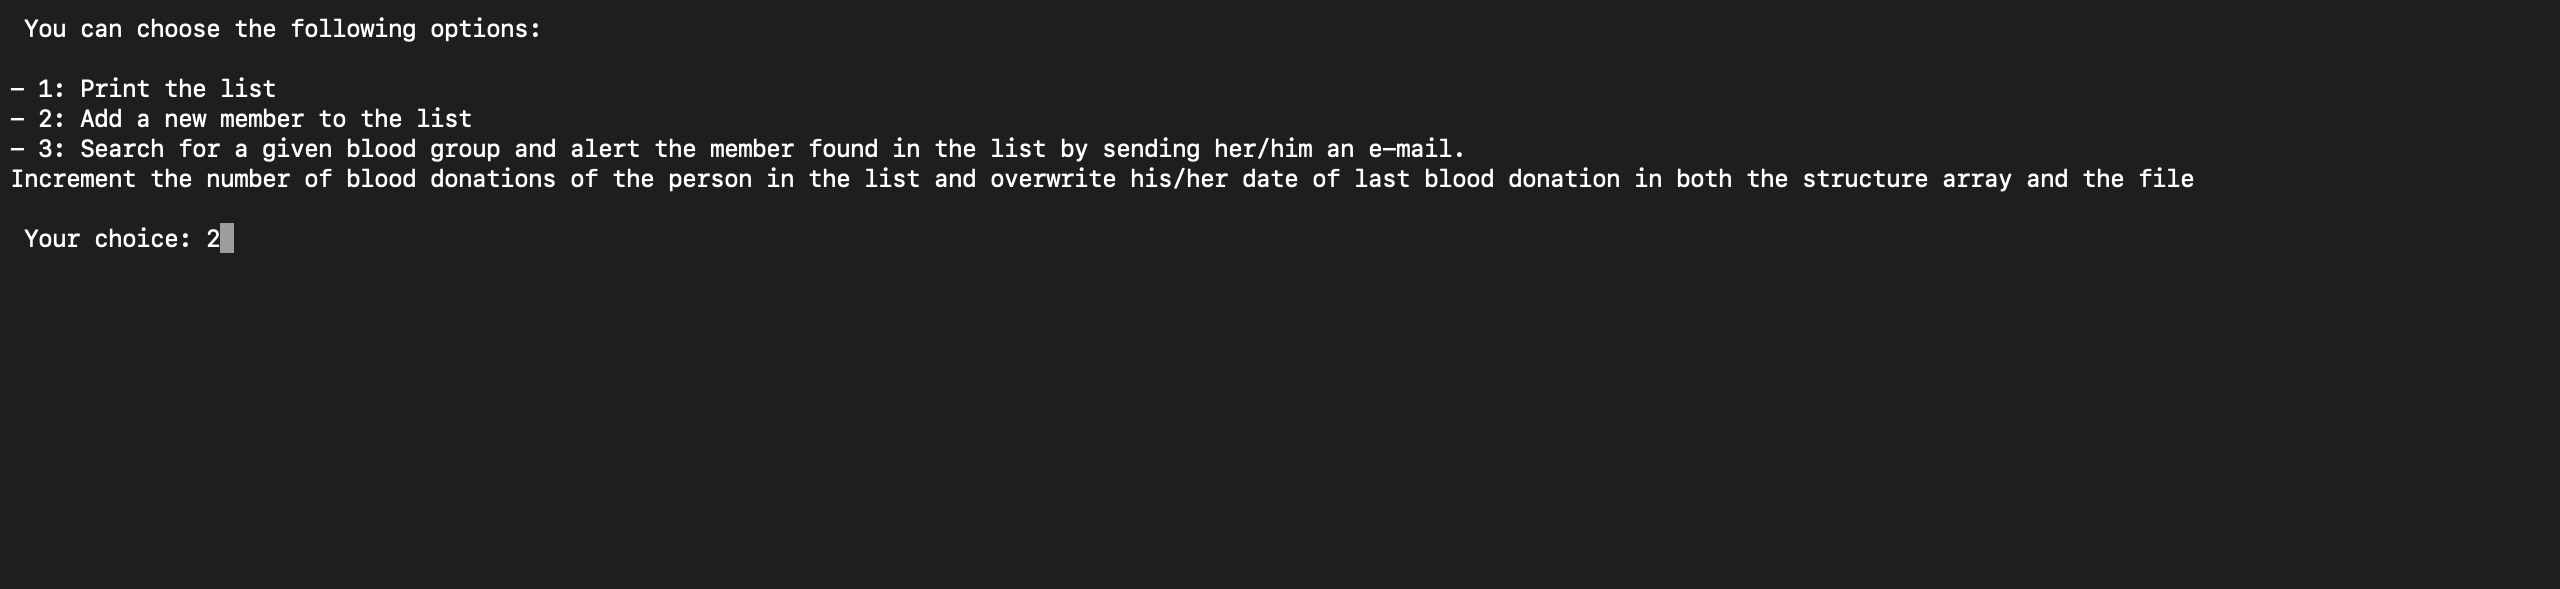 You can choose the following options:
- 1: Print the list
- 2: Add a new member to the list
- 3: Search for a given blood group and alert the member found in the list by sending her/him an e-mail.
Increment the number of blood donations of the person in the list and overwrite his/her date of last blood donation in both the structure array and the file
Your choice: 2